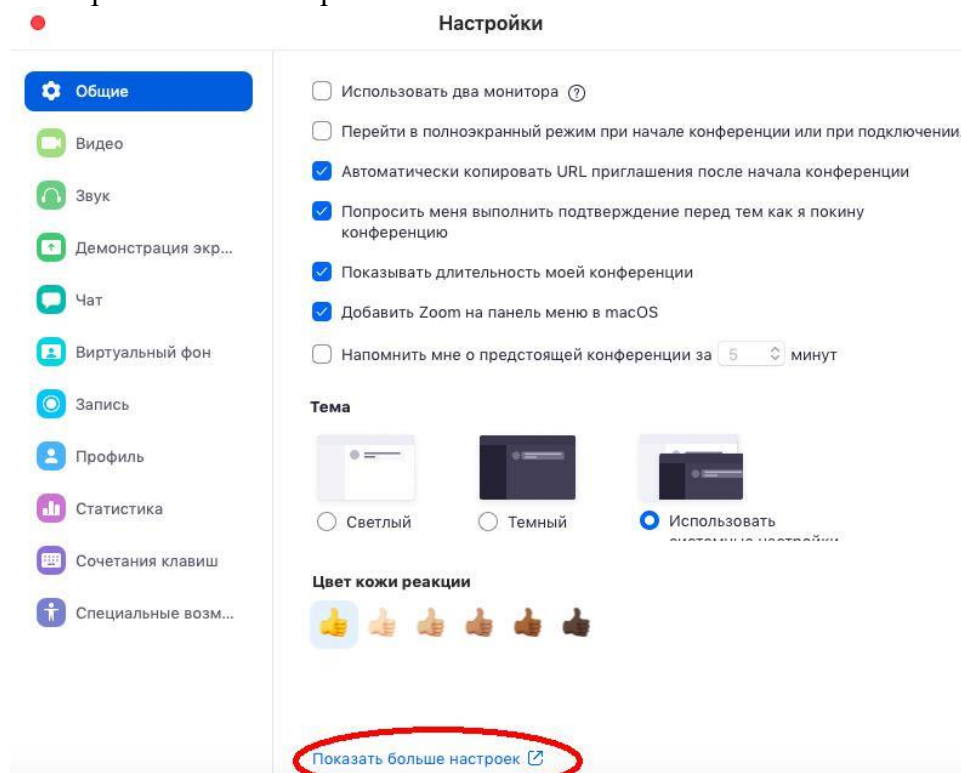 Настройки
Общие
Видео
Звук
Демонстрация экр...
Чат
Виртуальный фон
Запись
Профиль
Статистика
Сочетания клавиш
Специальные возм...
Использовать два монитора ?
Перейти в полноэкранный режим при начале конференции или при подключении
Автоматически копировать URL приглашения после начала конференции
Попросить меня выполнить подтверждение перед тем как я покину
конференцию
Показывать длительность моей конференции
Добавить Zoom на панель меню в macOS
Напомнить мне о предстоящей конференции за 5 минут
Тема
Светлый
Темный
Использовать
системные настройки
Цвет кожи реакции
Показать больше настроек